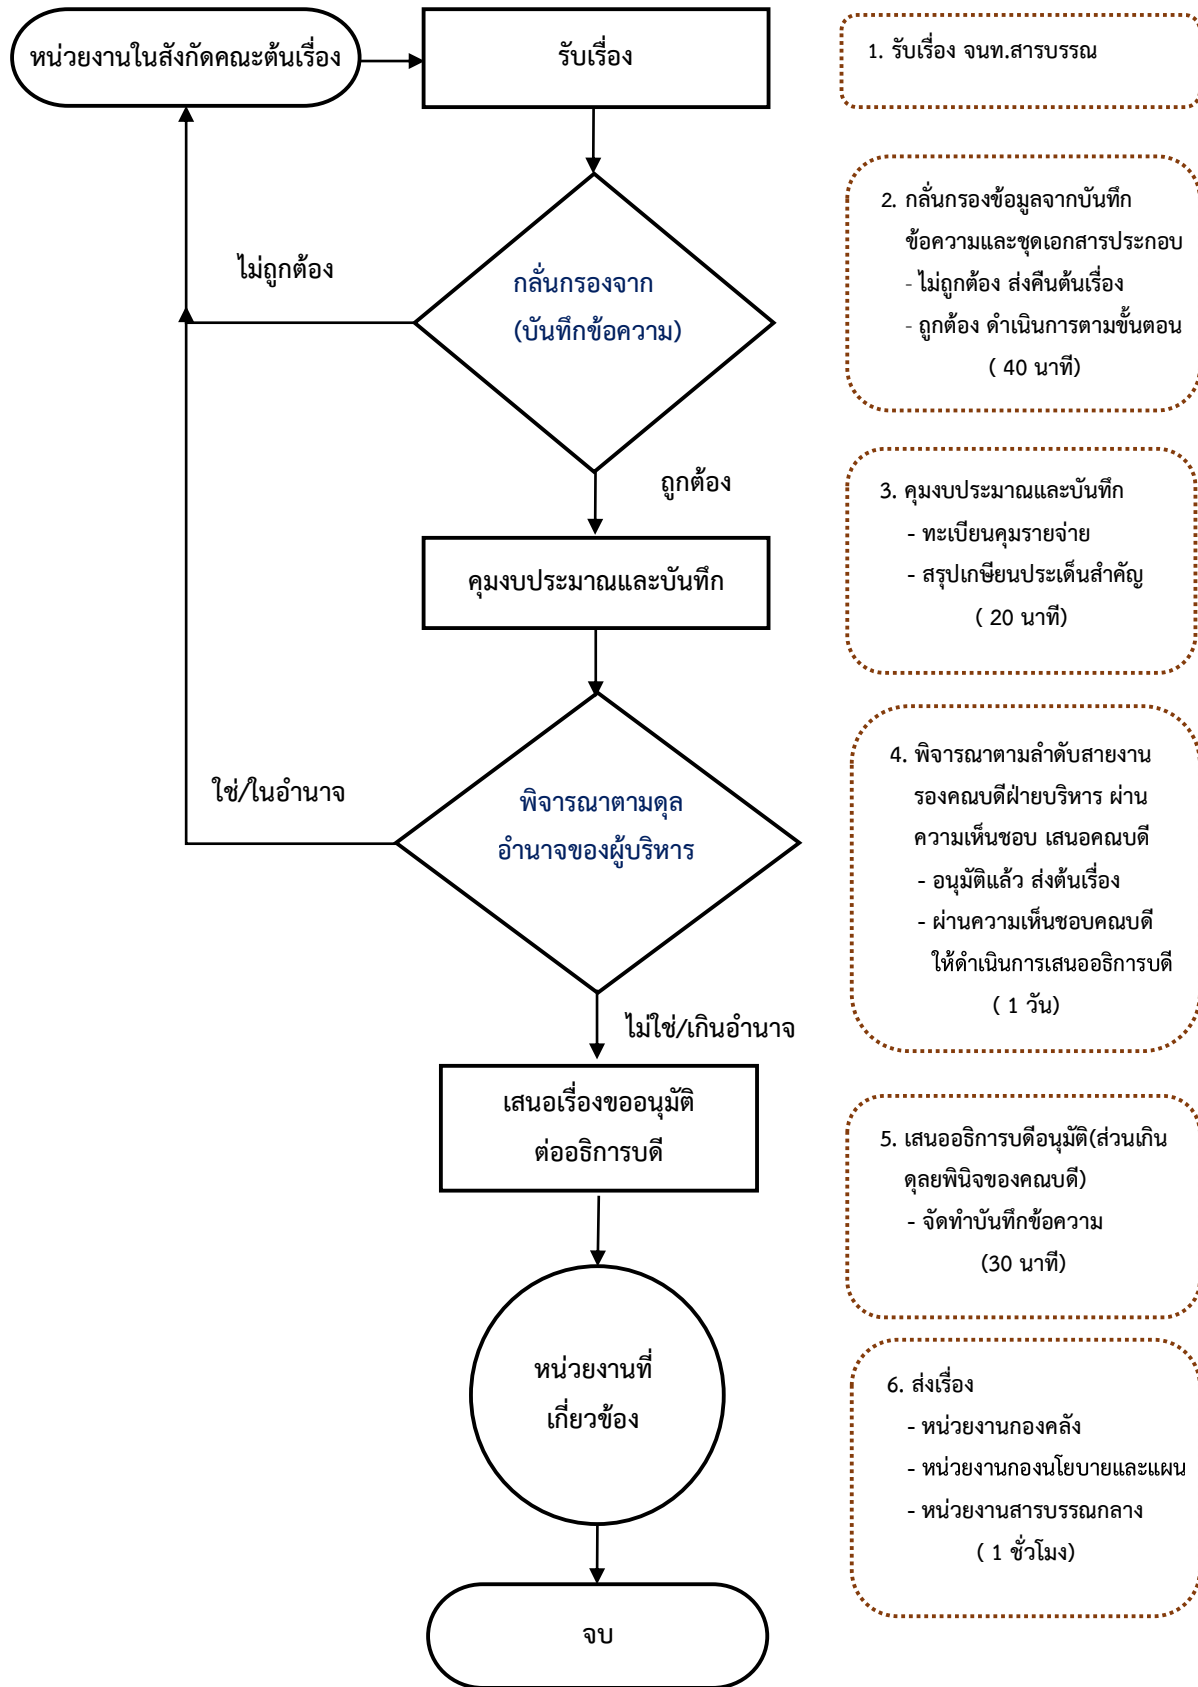 หน่วยงานในสังกัดคณะต้นเรื่อง
รับเรื่อง
1. รับเรื่อง จนท.สารบรรณ
ไม่ถูกต้อง
กลั่นกรองจาก
(บันทึกข้อความ)
2. กลั่นกรองข้อมูลจากบันทึก
ข้อความและชุดเอกสารประกอบ
- ไม่ถูกต้อง ส่งคืนต้นเรื่อง
- ถูกต้อง ดำเนินการตามขั้นตอน
( 40 นาที)
ถูกต้อง
คุมงบประมาณและบันทึก
3. คุมงบประมาณและบันทึก
- ทะเบียนคุมรายจ่าย
- สรุปเกษียนประเด็นสำคัญ
( 20 นาที)
ใช่/ในอำนาจ
พิจารณาตามดุล
อำนาจของผู้บริหาร
4. พิจารณาตามลำดับสายงาน
รองคณบดีฝ่ายบริหาร ผ่าน
ความเห็นชอบ เสนอคณบดี
- อนุมัติแล้ว ส่งต้นเรื่อง
- ผ่านความเห็นชอบคณบดี
ให้ดำเนินการเสนออธิการบดี
( 1 วัน)
ไม่ใช่/เกินอำนาจ
เสนอเรื่องขออนุมัติ
ต่ออธิการบดี
5. เสนออธิการบดีอนุมัติ(ส่วนเกิน
ดุลยพินิจของคณบดี)
- จัดทำบันทึกข้อความ
(30 นาที)
หน่วยงานที่
เกี่ยวข้อง
6. ส่งเรื่อง
- หน่วยงานกองคลัง
- หน่วยงานกองนโยบายและแผน
- หน่วยงานสารบรรณกลาง
( 1 ชั่วโมง)
จบ